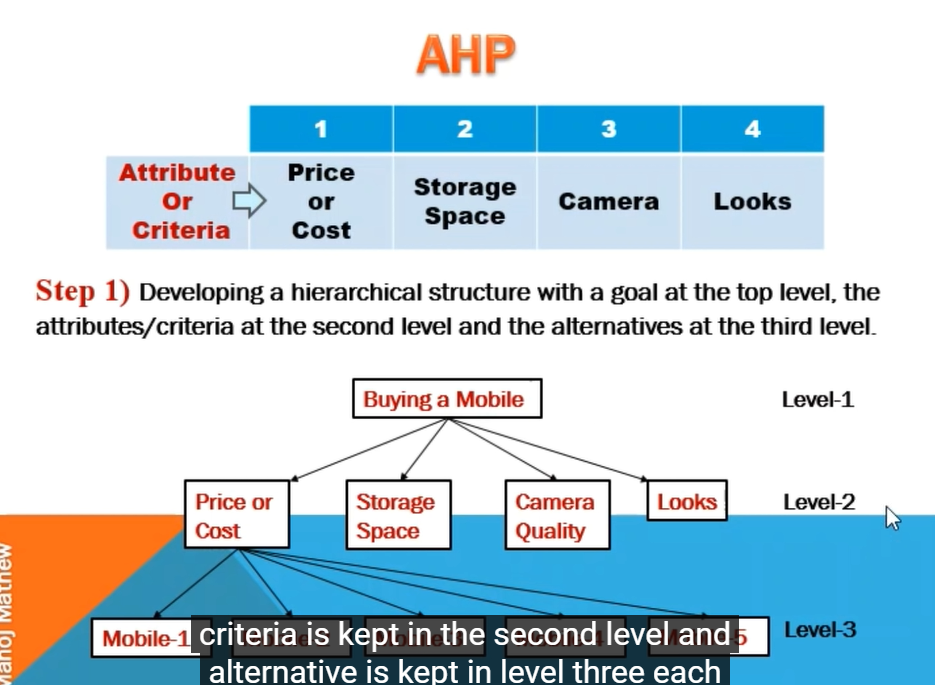 AHP
1 2 3 4
Attribute Or Criteria
Price or Cost
Storage Space
Camera
Looks
Step 1) Developing a hierarchical structure with a goal at the top level, the
attributes/criteria at the second level and the alternatives at the third level.
Buying a Mobile
Level-1
Price or
Cost
Storage
Space
Camera
Quality
Looks
Level-2
Mobile-1
Level-3
criteria is kept in the second level and
alternative is kept in level three each
Manoj Mathew